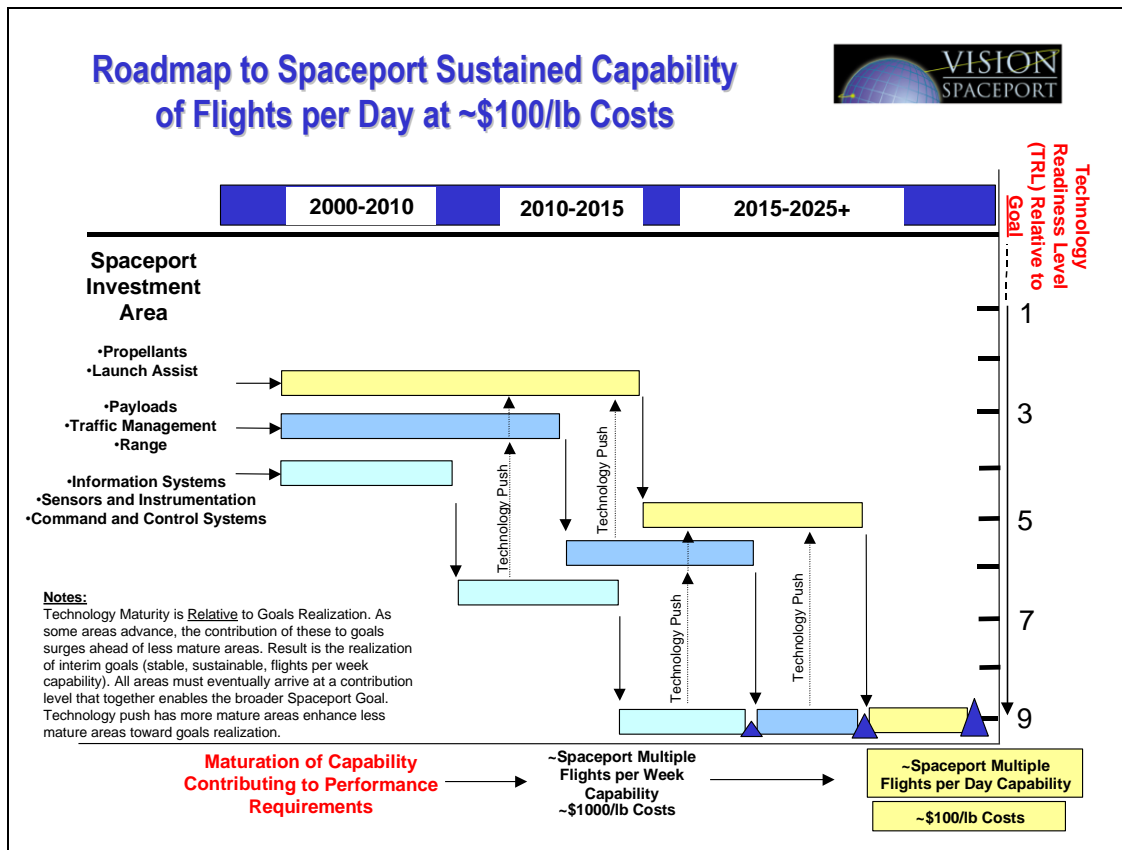 Roadmap to Spaceport Sustained Capability
of Flights per Day at ~$100/lb Costs
VISION
SPACEPORT
Technology
Readiness Level
(TRL) Relative to
Goal
2000-2010
2010-2015
2015-2025+
Spaceport
Investment
Area
•Propellants
•Launch Assist
•Payloads
•Traffic Management
•Range
•Information Systems
•Sensors and Instrumentation
•Command and Control Systems
Technology Push
Technology Push
Technology Push
Technology Push
1
3
5
7
9
Notes:
Technology Maturity is Relative to Goals Realization. As
some areas advance, the contribution of these to goals
surges ahead of less mature areas. Result is the realization
of interim goals (stable, sustainable, flights per week
capability). All areas must eventually arrive at a contribution
level that together enables the broader Spaceport Goal.
Technology push has more mature areas enhance less
mature areas toward goals realization.
Maturation of Capability
Contributing to Performance
Requirements
~Spaceport Multiple
Flights per Week
Capability
~$1000/lb Costs
~Spaceport Multiple
Flights per Day Capability
~$100/lb Costs